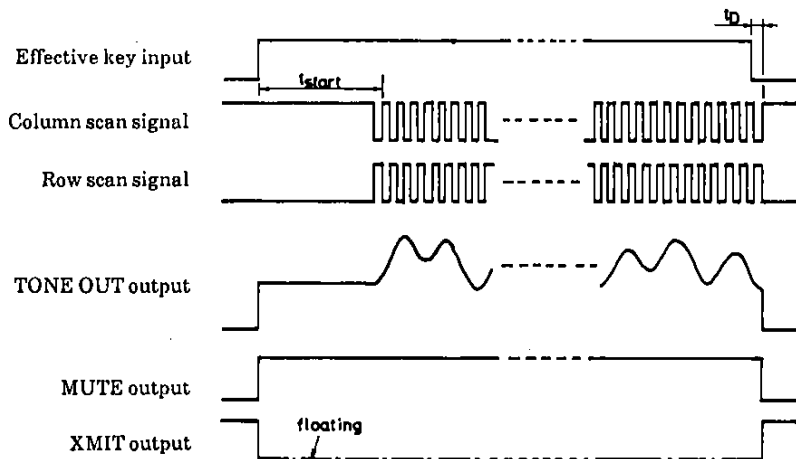 tD
Effective key input
tstart
Column scan signal
Row scan signal
TONE OUT output
MUTE output
floating
XMIT output